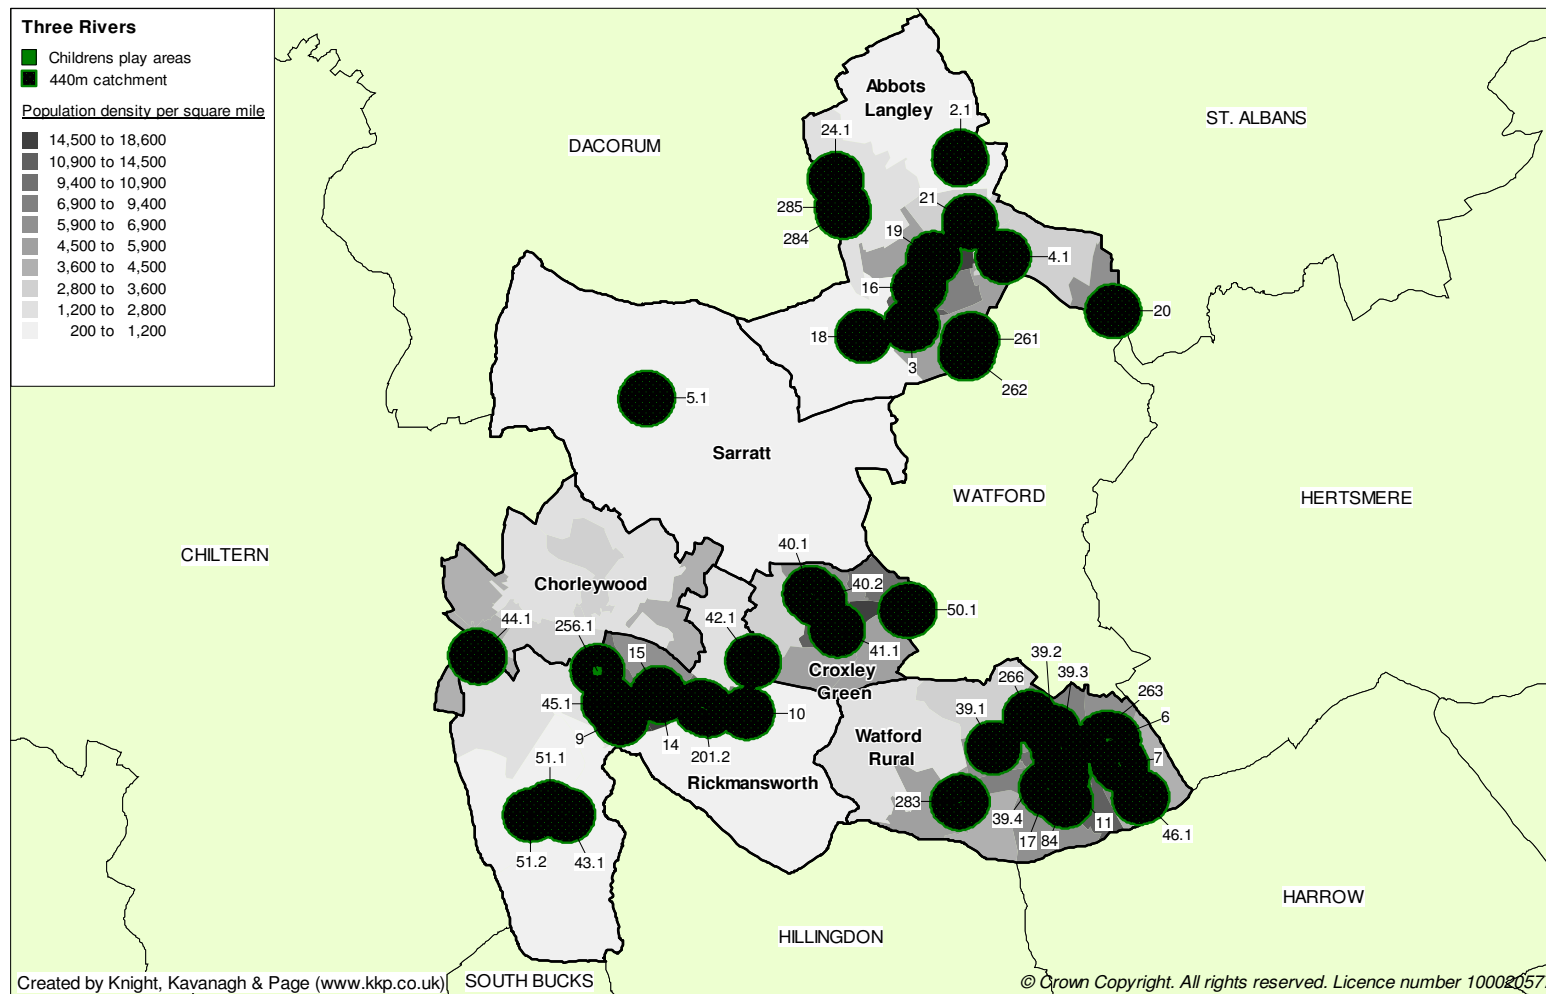 Three Rivers
Childrens play areas
440m catchment
Population density per square mile
14,500 to 18,600
10,900 to 14,500
9,400 to 10,900
6,900 to 9,400
5,900 to 6,900
4,500 to 5,900
3,600 to 4,500
2,800 to 3,600
1,200 to 2,800
200 to 1,200
Abbots
Langley
2.1
ST. ALBANS
24.1
DACORUM
21
285
284
19
4.1
16
20
18
261
3
262
5.1
Sarratt
WATFORD
HERTSMERE
CHILTERN
40.1
Chorleywood
40.2
50.1
44.1
256.1
42.1
15
41.1
39.2
Croxley
Green
39.3
266
263
45.1
39.1
10
6
9
14
Watford
Rural
201.2
7
51.1
Rickmansworth
283
39.4
11
17
84
46.1
51.2
43.1
HARROW
HILLINGDON
SOUTH BUCKS
Created by Knight, Kavanagh & Page (www.kkp.co.uk)
© Crown Copyright. All rights reserved. Licence number 100020577.